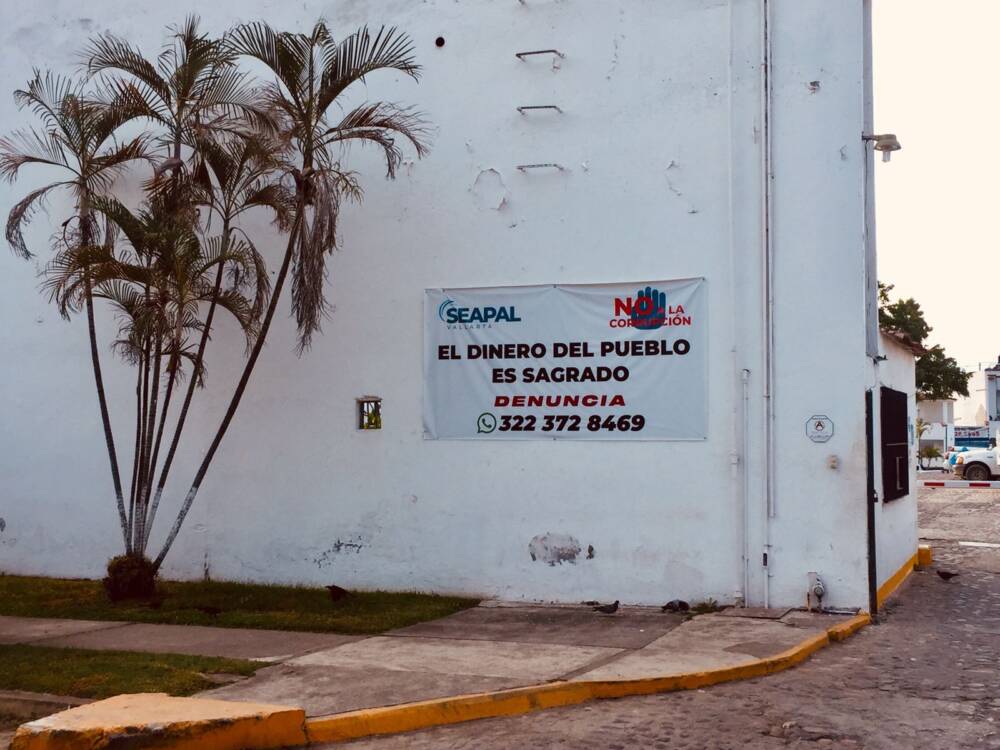 SEAPAL
VALLARTA
NO A LA
CORRUPCIÓN
EL DINERO DEL PUEBLO
ES SAGRADO
DENUNCIA
322 372 8469